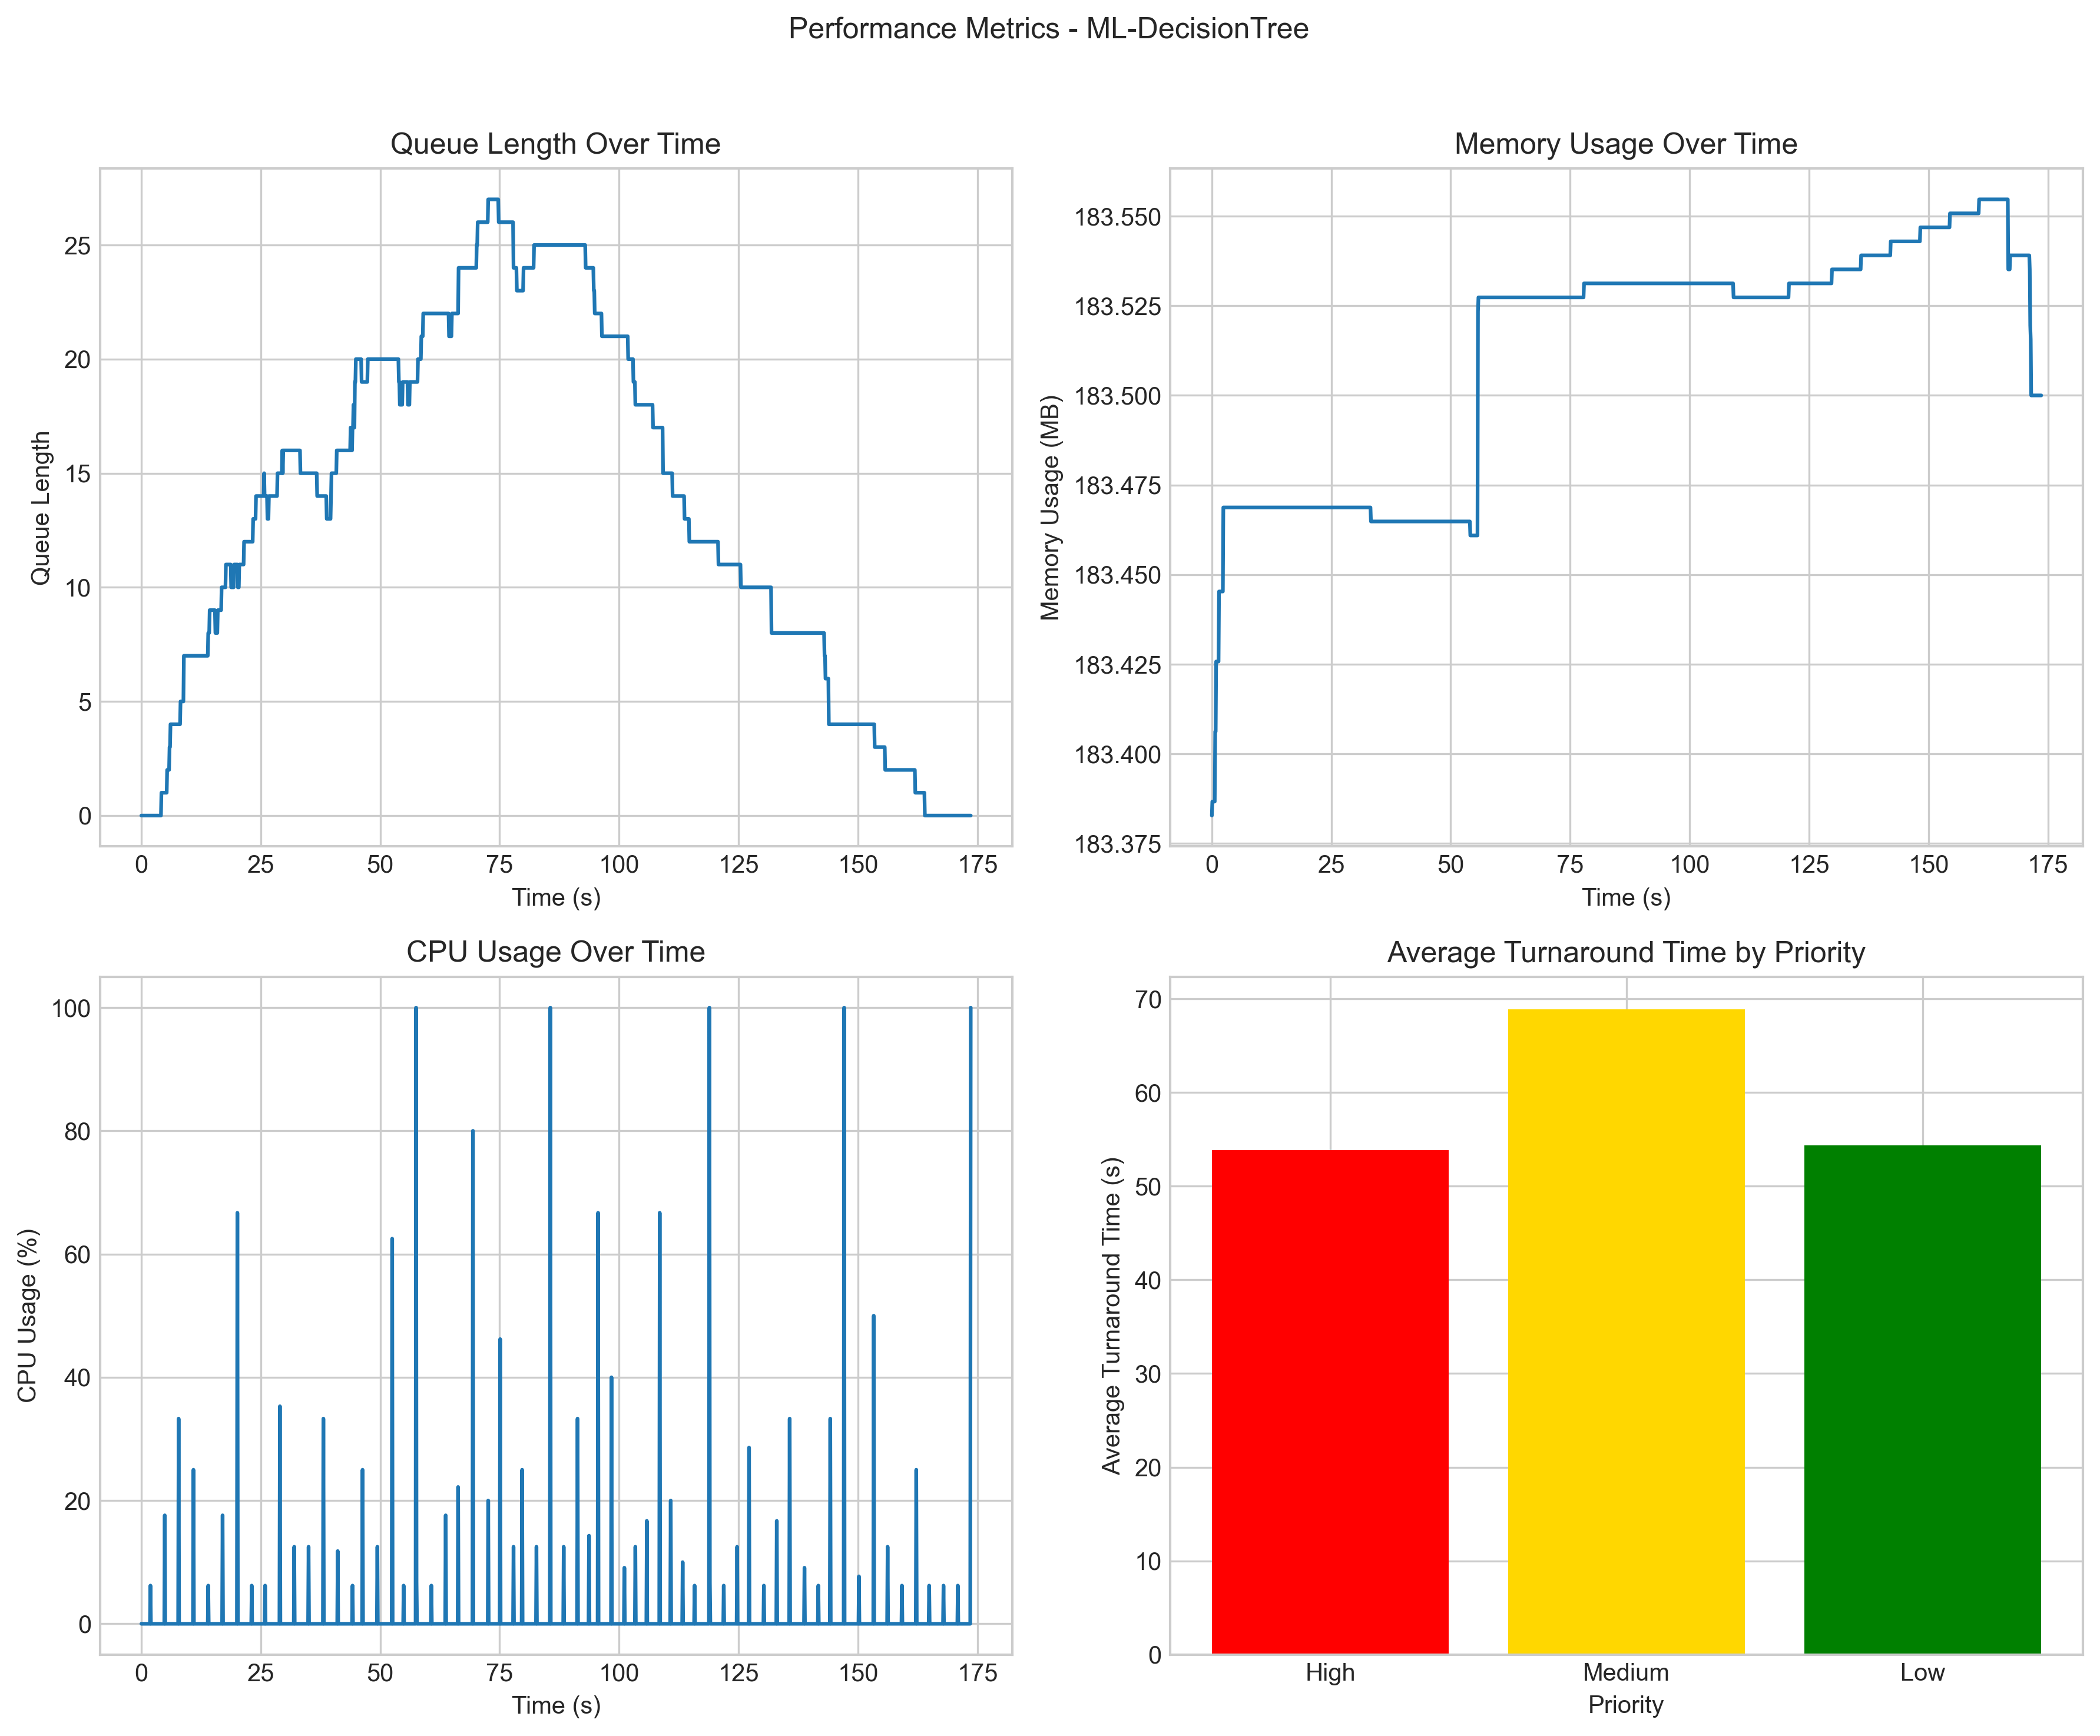 Performance Metrics - ML-DecisionTree
Queue Length Over Time
Queue Length
25
20
15
10
5
0
0 25 50 75 100 125 150 175
Time (s)
Memory Usage Over Time
Memory Usage (MB)
183.550
183.525
183.500
183.475
183.450
183.425
183.400
183.375
0 25 50 75 100 125 150 175
Time (s)
CPU Usage Over Time
CPU Usage (%)
100
80
60
40
20
0
0 25 50 75 100 125 150 175
Time (s)
Average Turnaround Time by Priority
Average Turnaround Time (s)
70
60
50
40
30
20
10
0
High Medium Low
Priority